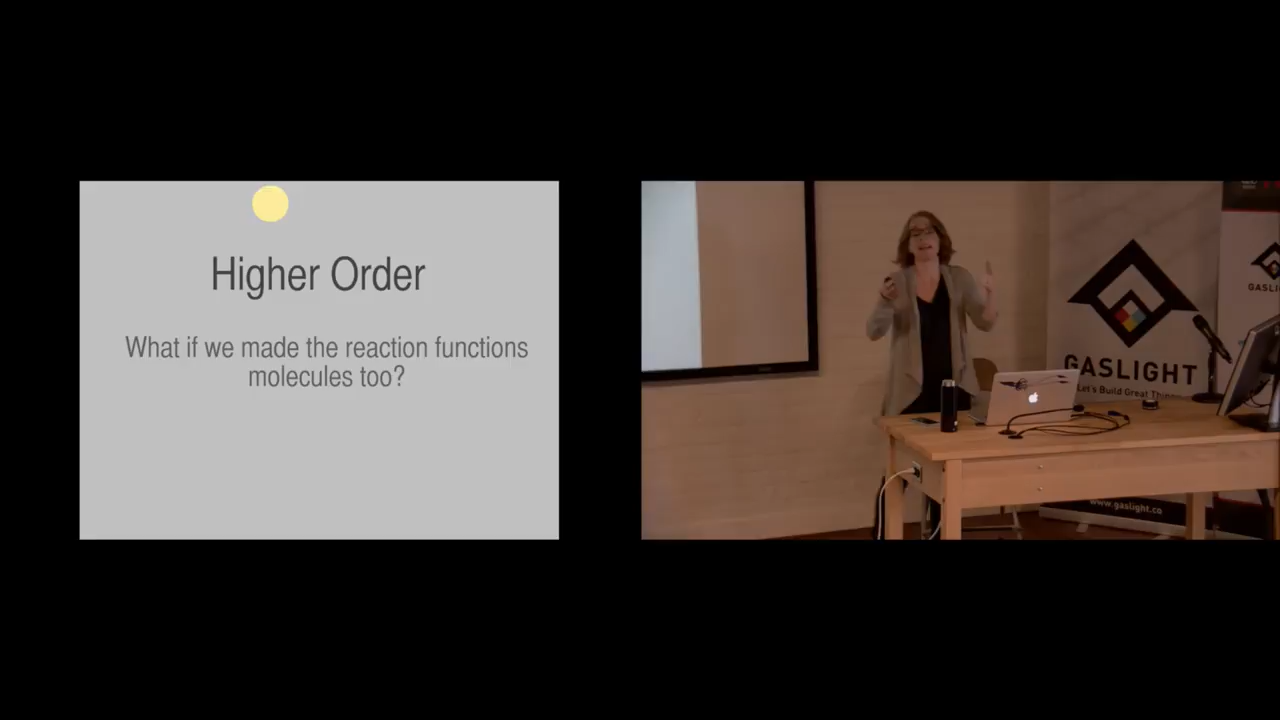 Higher Order
What if we made the reaction functions
molecules too?
GASLIGHT
Let's Build Great Things
www.gaslight.co
GASLI